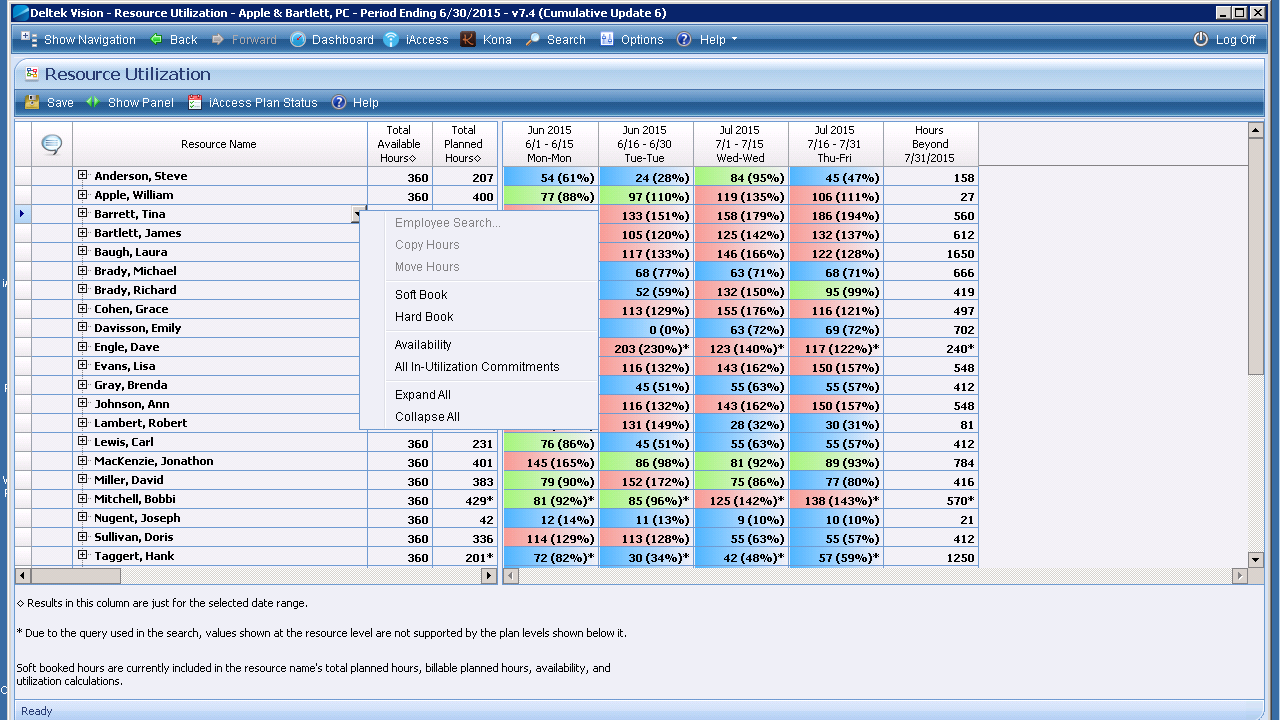 Deltek Vision - Resource Utilization - Apple & Bartlett, PC - Period Ending 6/30/2015 - v7.4 (Cumulative Update 6)
Show Navigation Back Forward Dashboard iAccess Kona Search Options Help Log Off
Resource Utilization
Save Show Panel iAccess Plan Status Help
Resource Name Total Available Hours◇ Total Planned Hours◇ Jun 2015 6/1 - 6/15 Mon-Mon Jun 2015 6/16 - 6/30 Tue-Tue Jul 2015 7/1 - 7/15 Wed-Wed Jul 2015 7/16 - 7/31 Thu-Fri Hours Beyond 7/31/2015
Anderson, Steve 360 207 54 (61%) 24 (28%) 84 (95%) 45 (47%) 158
Apple, William 360 400 77 (88%) 97 (110%) 119 (135%) 106 (111%) 27
Barrett, Tina 133 (151%) 158 (179%) 186 (194%) 560
Bartlett, James 105 (120%) 125 (142%) 132 (137%) 612
Baugh, Laura 117 (133%) 146 (166%) 122 (128%) 1650
Brady, Michael 68 (77%) 63 (71%) 68 (71%) 666
Brady, Richard 52 (59%) 132 (150%) 95 (99%) 419
Cohen, Grace 113 (129%) 155 (176%) 116 (121%) 497
Davisson, Emily 0 (0%) 63 (72%) 69 (72%) 702
Engle, Dave 203 (230%)* 123 (140%)* 117 (122%)* 240*
Evans, Lisa 116 (132%) 143 (162%) 150 (157%) 548
Gray, Brenda 45 (51%) 55 (63%) 55 (57%) 412
Johnson, Ann 116 (132%) 143 (162%) 150 (157%) 548
Lambert, Robert 131 (149%) 28 (32%) 30 (31%) 81
Lewis, Carl 360 231 76 (86%) 45 (51%) 55 (63%) 55 (57%) 412
MacKenzie, Jonathon 360 401 145 (165%) 86 (98%) 81 (92%) 89 (93%) 784
Miller, David 360 383 79 (90%) 152 (172%) 75 (86%) 77 (80%) 416
Mitchell, Bobbi 360 429* 81 (92%)* 85 (96%)* 125 (142%)* 138 (143%)* 570*
Nugent, Joseph 360 42 12 (14%) 11 (13%) 9 (10%) 10 (10%) 21
Sullivan, Doris 360 336 114 (129%) 113 (128%) 55 (63%) 55 (57%) 412
Taggert, Hank 360 201* 72 (82%)* 30 (34%)* 42 (48%)* 57 (59%)* 1250
Employee Search...
Copy Hours
Move Hours
Soft Book
Hard Book
Availability
All In-Utilization Commitments
Expand All
Collapse All
◇ Results in this column are just for the selected date range.
* Due to the query used in the search, values shown at the resource level are not supported by the plan levels shown below it.
Soft booked hours are currently included in the resource name's total planned hours, billable planned hours, availability, and
utilization calculations.
Ready